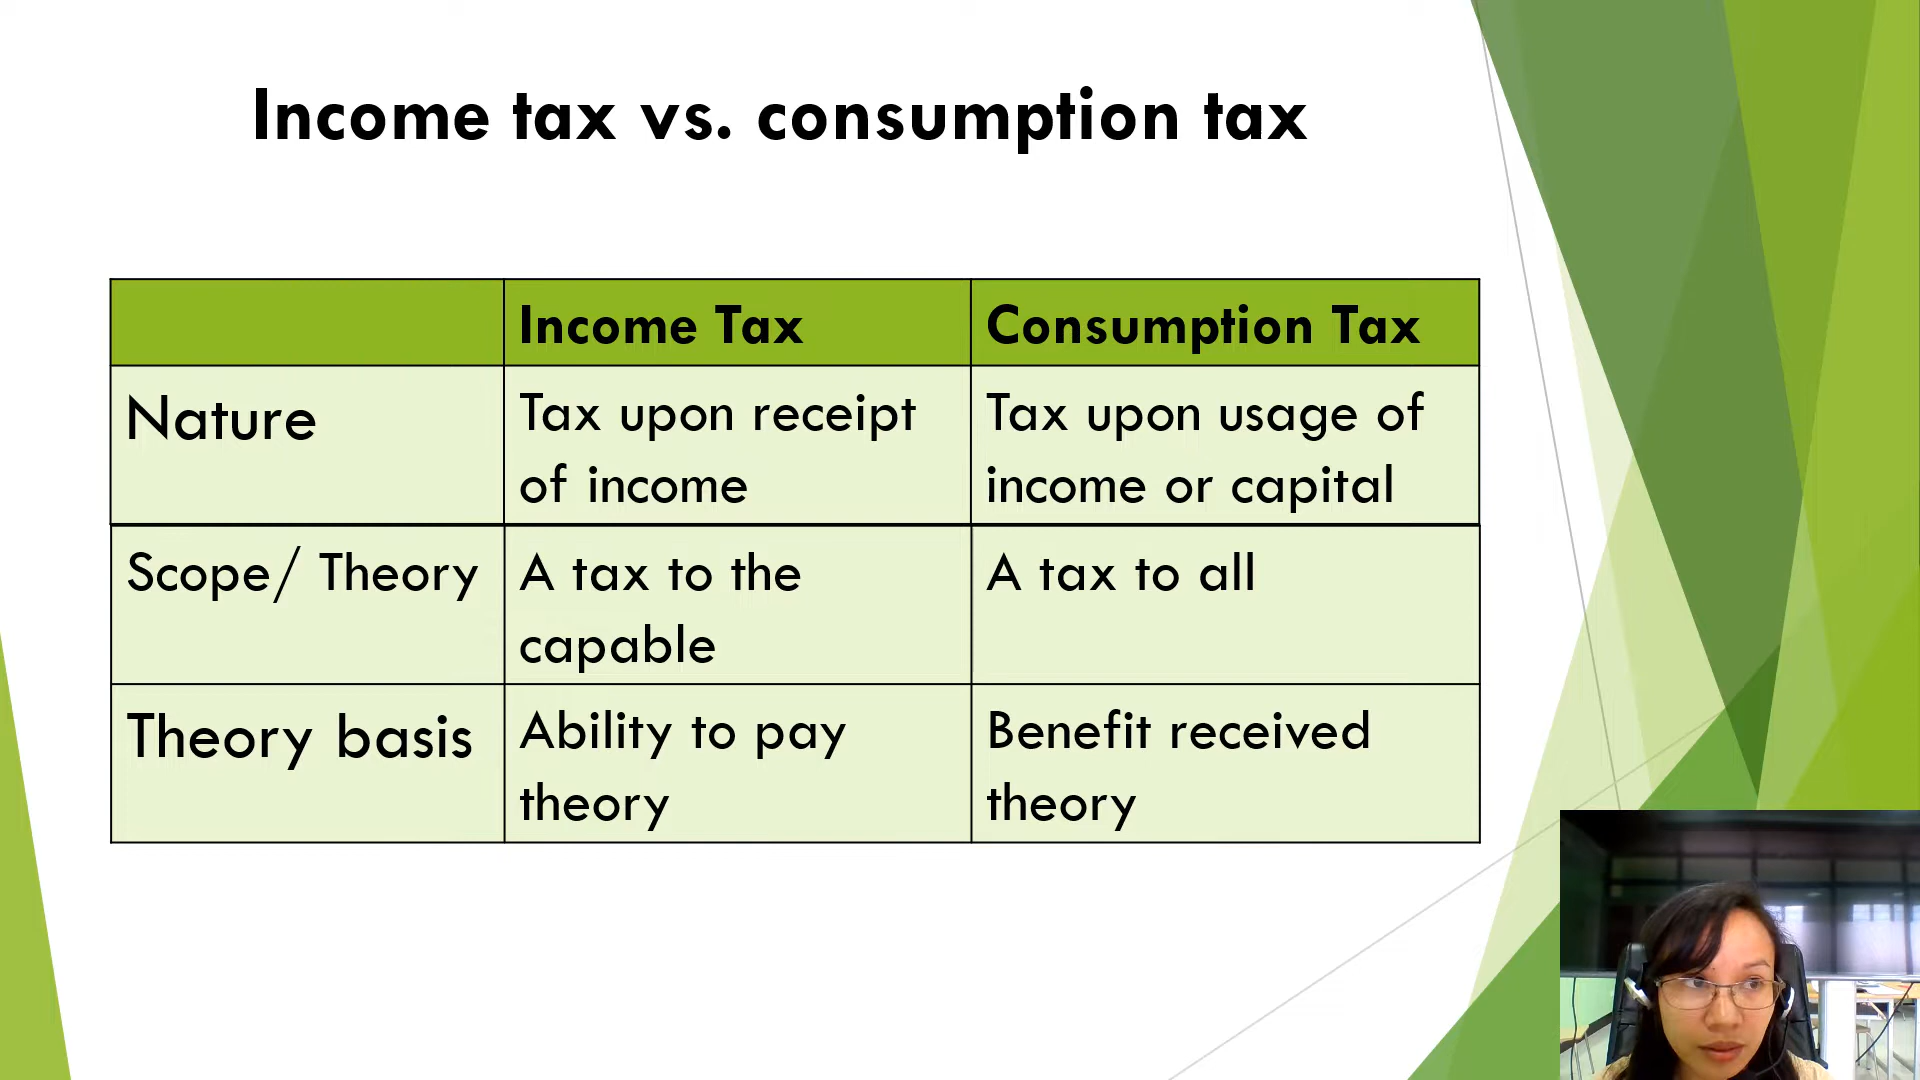 Income tax vs. consumption tax
Income Tax
Consumption Tax
Nature
Tax upon receipt
of income
Tax upon usage of
income or capital
Scope/ Theory
A tax to the
capable
A tax to all
Theory basis
Ability to pay
theory
Benefit received
theory